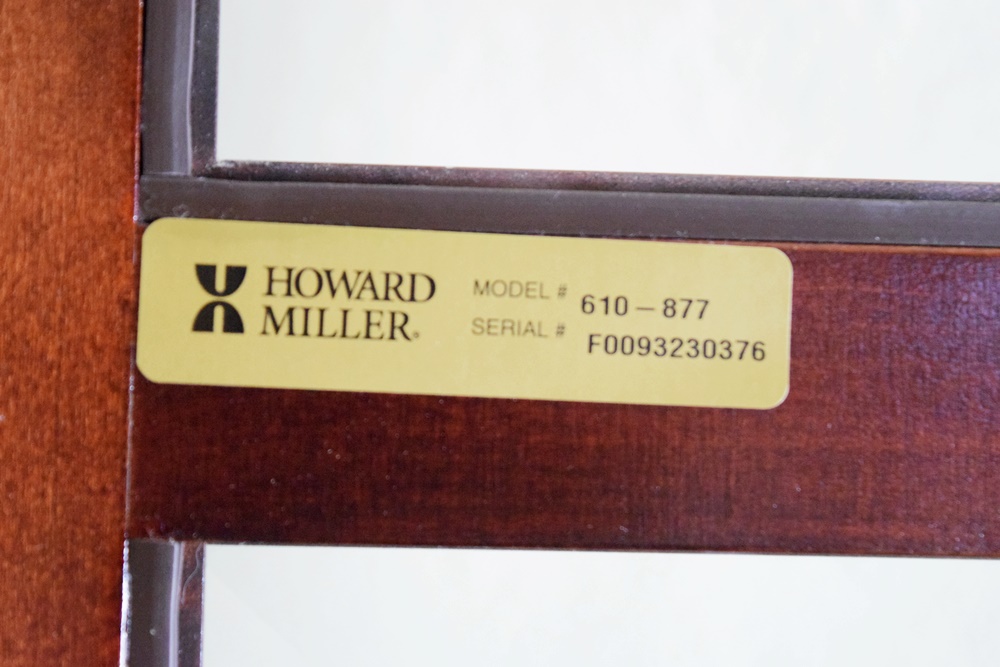 HOWARD
MILLER®
MODEL # 610-877
SERIAL # F0093230376